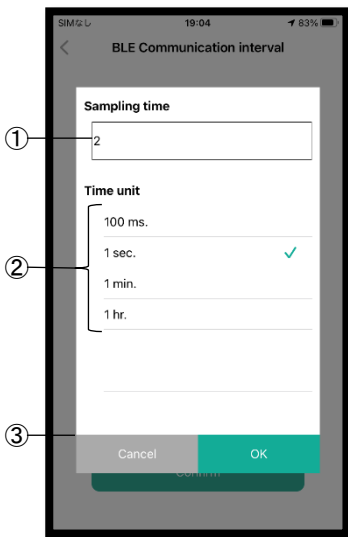 SIMなし 19:04 83%
BLE Communication interval
Sampling time
① 2
Time unit
100 ms.
② 1 sec.
1 min.
1 hr.
③
Cancel OK
Confirm